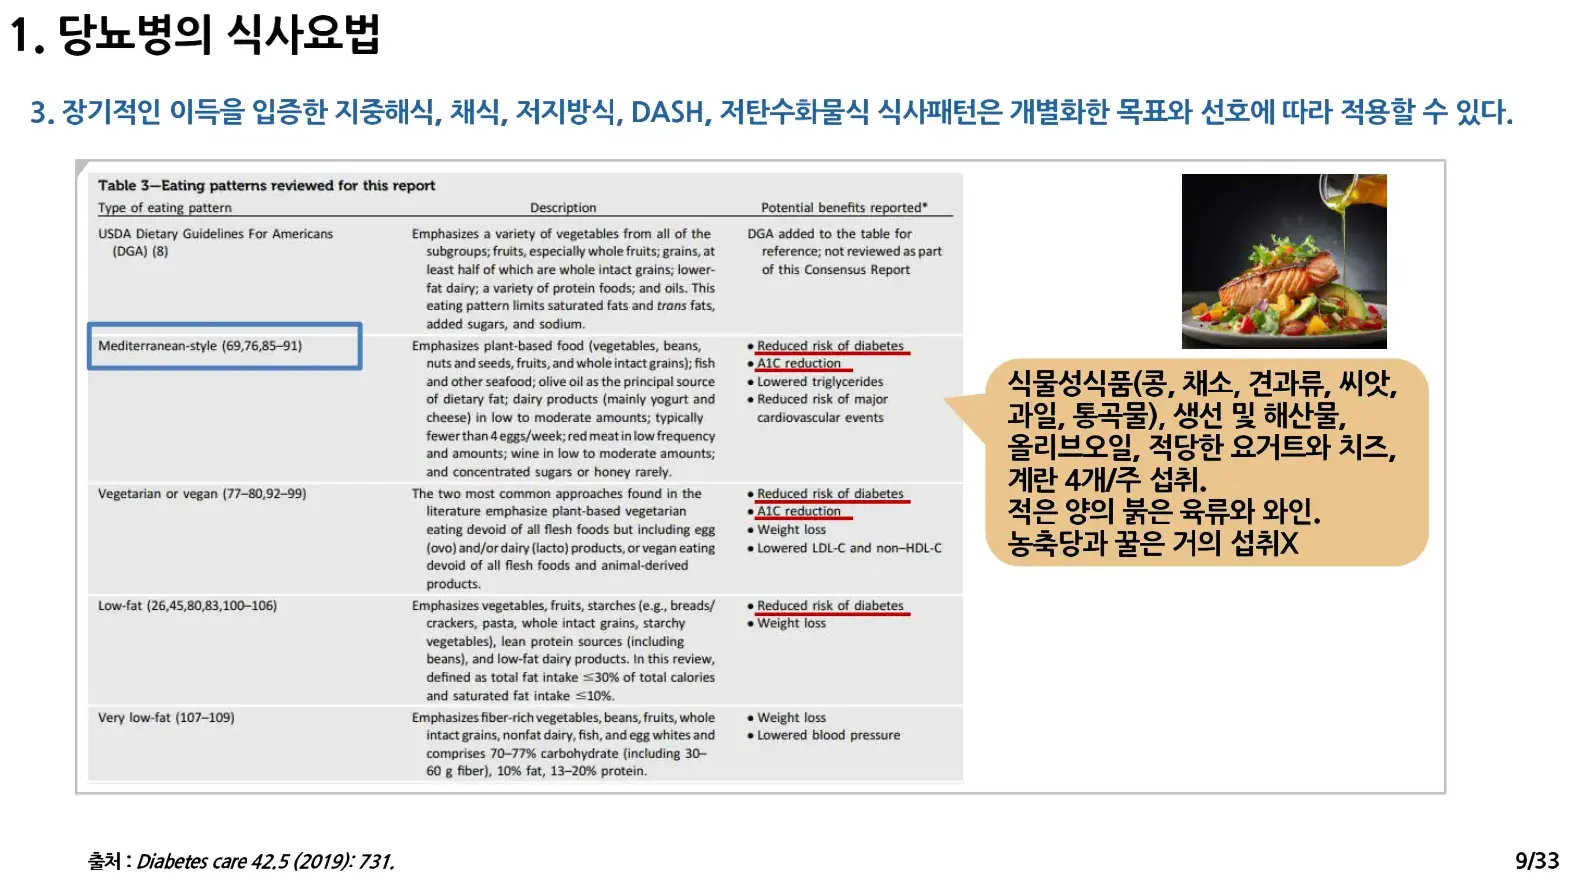 1. 당뇨병의 식사요법
3. 장기적인 이득을 입증한 지중해식, 채식, 저지방식, DASH, 저탄수화물식 식사패턴은 개별화한 목표와 선호에 따라 적용할 수 있다.
Table 3—Eating patterns reviewed for this report
Type of eating pattern
Description
Potential benefits reported*
USDA Dietary Guidelines For Americans
(DGA) (8)
Emphasizes a variety of vegetables from all of the
subgroups; fruits, especially whole fruits; grains, at
least half of which are whole intact grains; lower-
fat dairy; a variety of protein foods; and oils. This
eating pattern limits saturated fats and trans fats,
added sugars, and sodium.
DGA added to the table for
reference; not reviewed as part
of this Consensus Report
Mediterranean-style (69,76,85–91)
Emphasizes plant-based food (vegetables, beans,
nuts and seeds, fruits, and whole intact grains); fish
and other seafood; olive oil as the principal source
of dietary fat; dairy products (mainly yogurt and
cheese) in low to moderate amounts; typically
fewer than 4 eggs/week; red meat in low frequency
and amounts; wine in low to moderate amounts;
and concentrated sugars or honey rarely.
• Reduced risk of diabetes
• A1C reduction
• Lowered triglycerides
• Reduced risk of major
cardiovascular events
식물성식품(콩, 채소, 견과류, 씨앗,
과일, 통곡물), 생선 및 해산물,
올리브오일, 적당한 요거트와 치즈,
계란 4개/주 섭취.
적은 양의 붉은 육류와 와인.
농축당과 꿀은 거의 섭취X
Vegetarian or vegan (77–80,92–99)
The two most common approaches found in the
literature emphasize plant-based vegetarian
eating devoid of all flesh foods but including egg
(ovo) and/or dairy (lacto) products, or vegan eating
devoid of all flesh foods and animal-derived
products.
• Reduced risk of diabetes
• A1C reduction
• Weight loss
• Lowered LDL-C and non–HDL-C
Low-fat (26,45,80,83,100–106)
Emphasizes vegetables, fruits, starches (e.g., breads/
crackers, pasta, whole intact grains, starchy
vegetables), lean protein sources (including
beans), and low-fat dairy products. In this review,
defined as total fat intake ≤30% of total calories
and saturated fat intake ≤10%.
• Reduced risk of diabetes
• Weight loss
Very low-fat (107–109)
Emphasizes fiber-rich vegetables, beans, fruits, whole
intact grains, nonfat dairy, fish, and egg whites and
comprises 70–77% carbohydrate (including 30–
60 g fiber), 10% fat, 13–20% protein.
• Weight loss
• Lowered blood pressure
출처 : Diabetes care 42.5 (2019): 731.
9/33